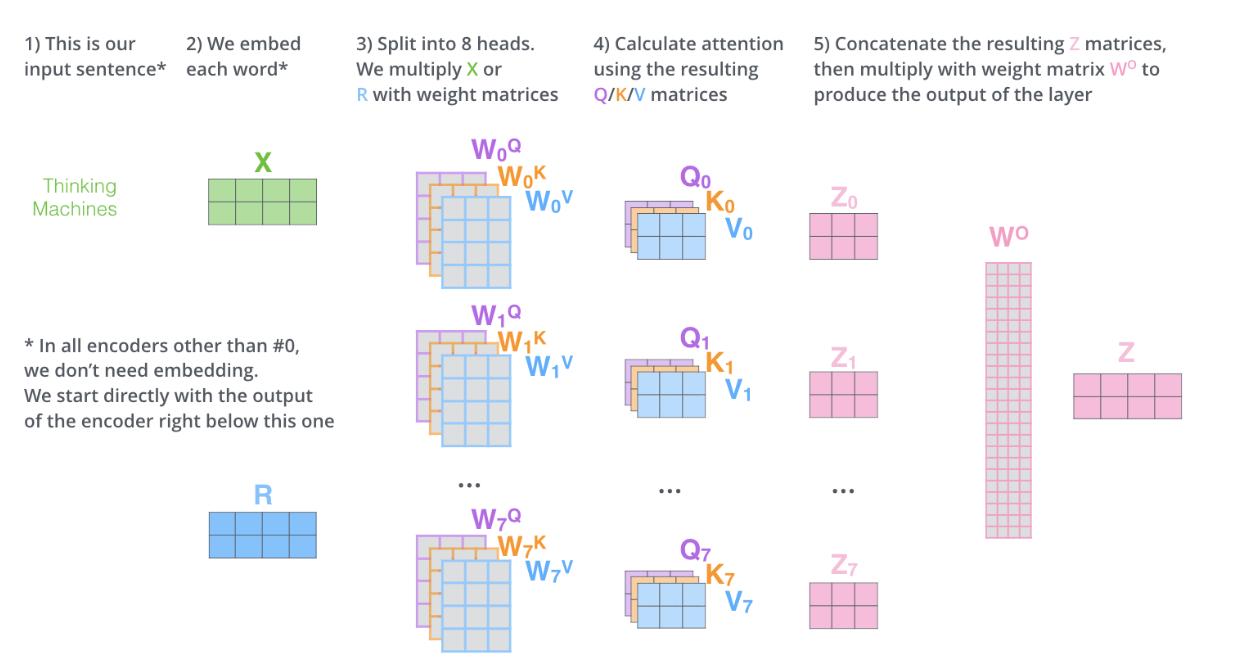 1) This is our
input sentence*
2) We embed
each word*
3) Split into 8 heads.
We multiply X or
R with weight matrices
4) Calculate attention
using the resulting
Q/K/V matrices
5) Concatenate the resulting Z matrices,
then multiply with weight matrix Wᴼ to
produce the output of the layer
Thinking
Machines
X
W₀Q
W₀K
W₀V
Q₀
K₀
V₀
Z₀
* In all encoders other than #0,
we don’t need embedding.
We start directly with the output
of the encoder right below this one
W₁Q
W₁K
W₁V
Q₁
K₁
V₁
Z₁
Wᴼ
Z
...
...
...
R
W₇Q
W₇K
W₇V
Q₇
K₇
V₇
Z₇